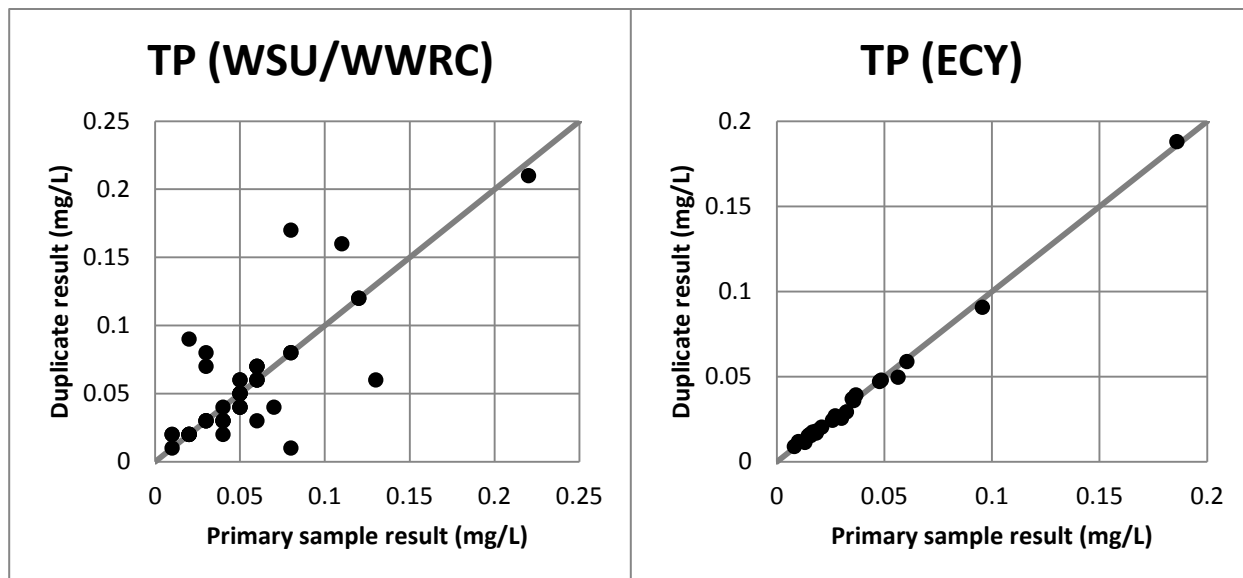 TP (WSU/WWRC)
0.25
0.2
0.15
0.1
0.05
0
Duplicate result (mg/L)
0 0.05 0.1 0.15 0.2 0.25
Primary sample result (mg/L)
TP (ECY)
0.2
0.15
0.1
0.05
0
Duplicate result (mg/L)
0 0.05 0.1 0.15 0.2
Primary sample result (mg/L)